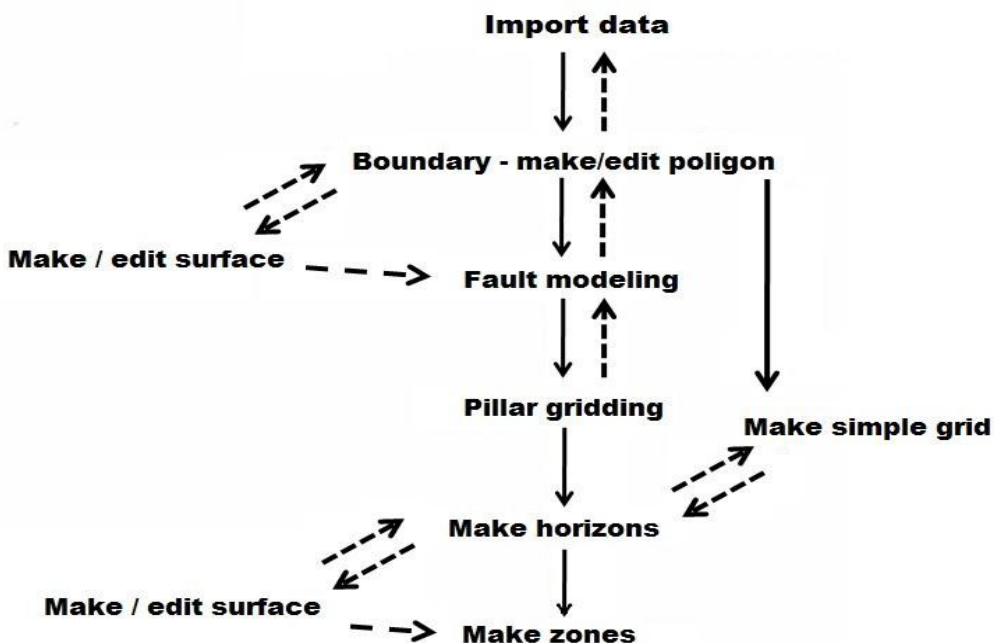 Import data
Boundary - make/edit poligon
Make / edit surface
Fault modeling
Pillar gridding
Make simple grid
Make horizons
Make / edit surface
Make zones